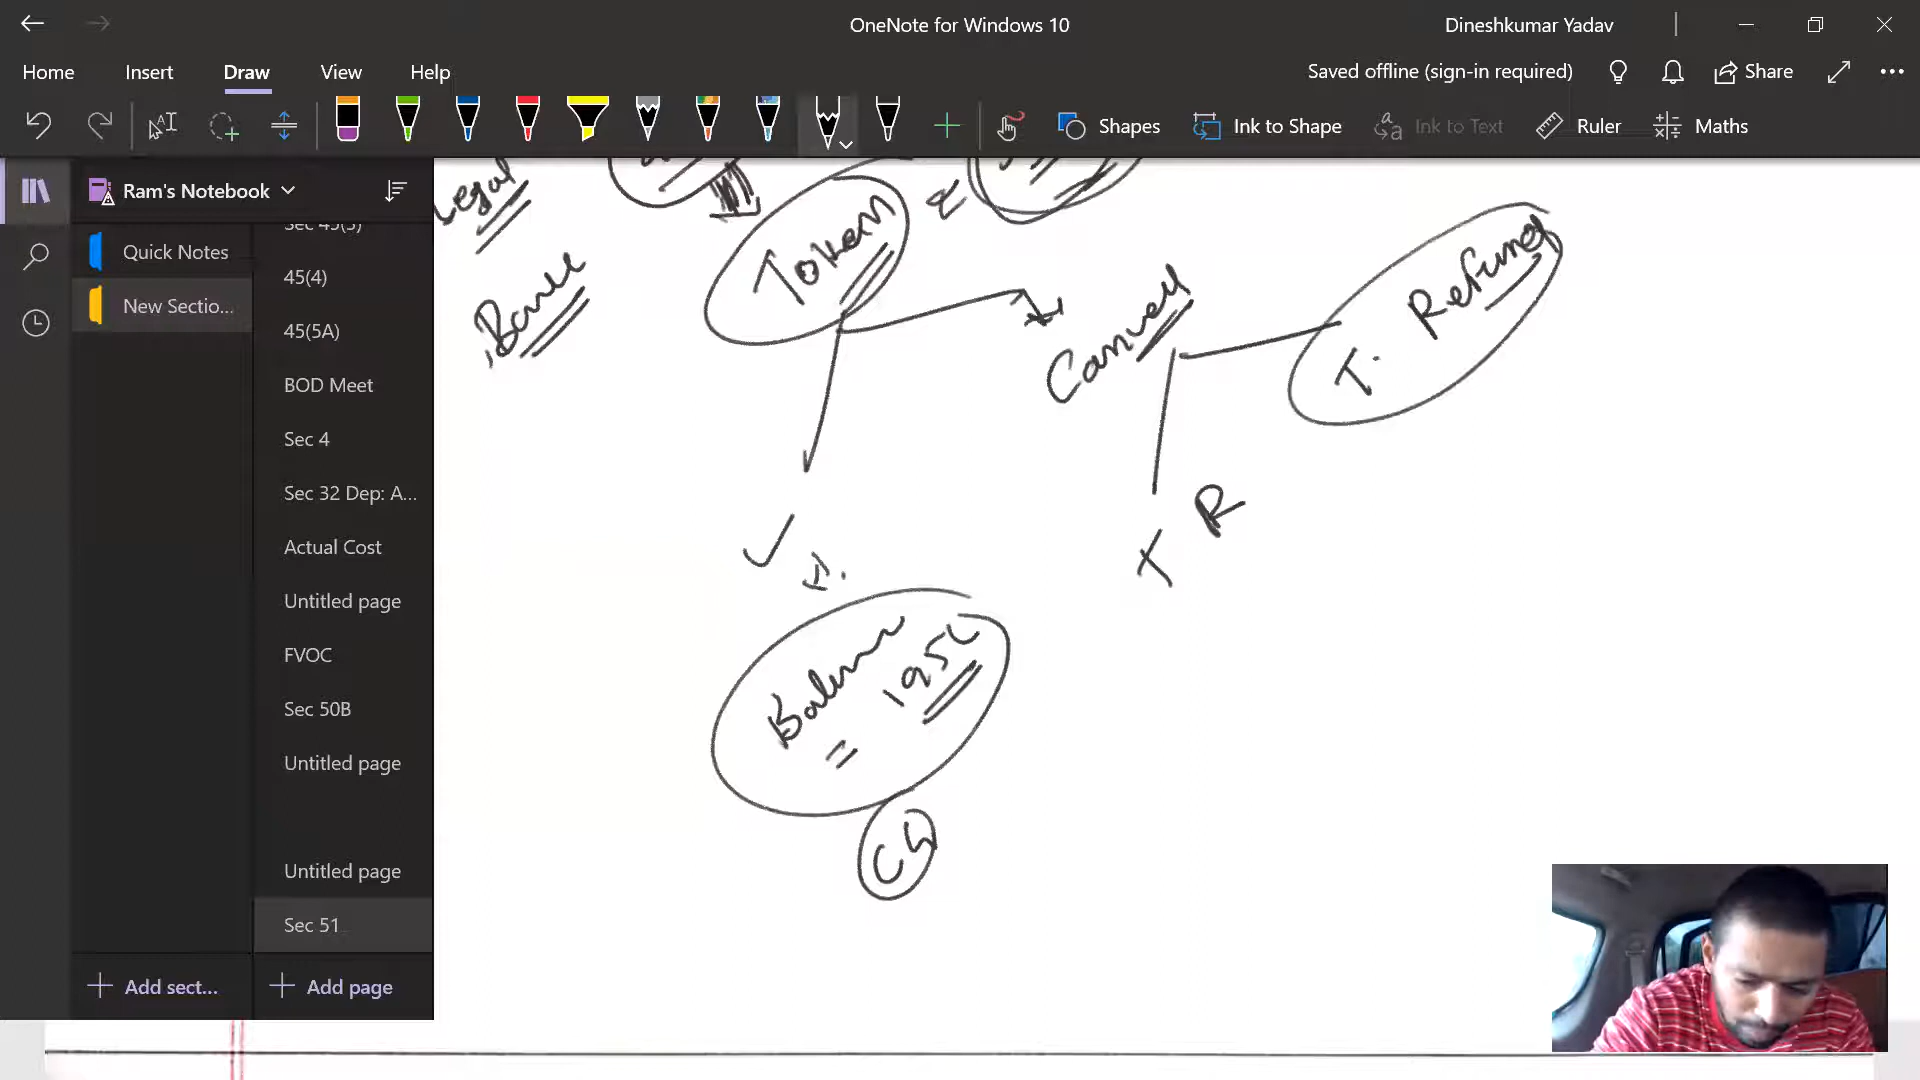 OneNote for Windows 10
Dineshkumar Yadav
Home Insert Draw View Help
Saved offline (sign-in required)
Share
Shapes
Ink to Shape
Ink to Text
Ruler
Maths
Ram's Notebook
Quick Notes
New Sectio...
Sec 45(5)
45(4)
45(5A)
BOD Meet
Sec 4
Sec 32 Dep: A...
Actual Cost
Untitled page
FVOC
Sec 50B
Untitled page
Untitled page
Sec 51
Add sect...
Add page
Legal
Token
T. Refund
Cancel
T R
CG